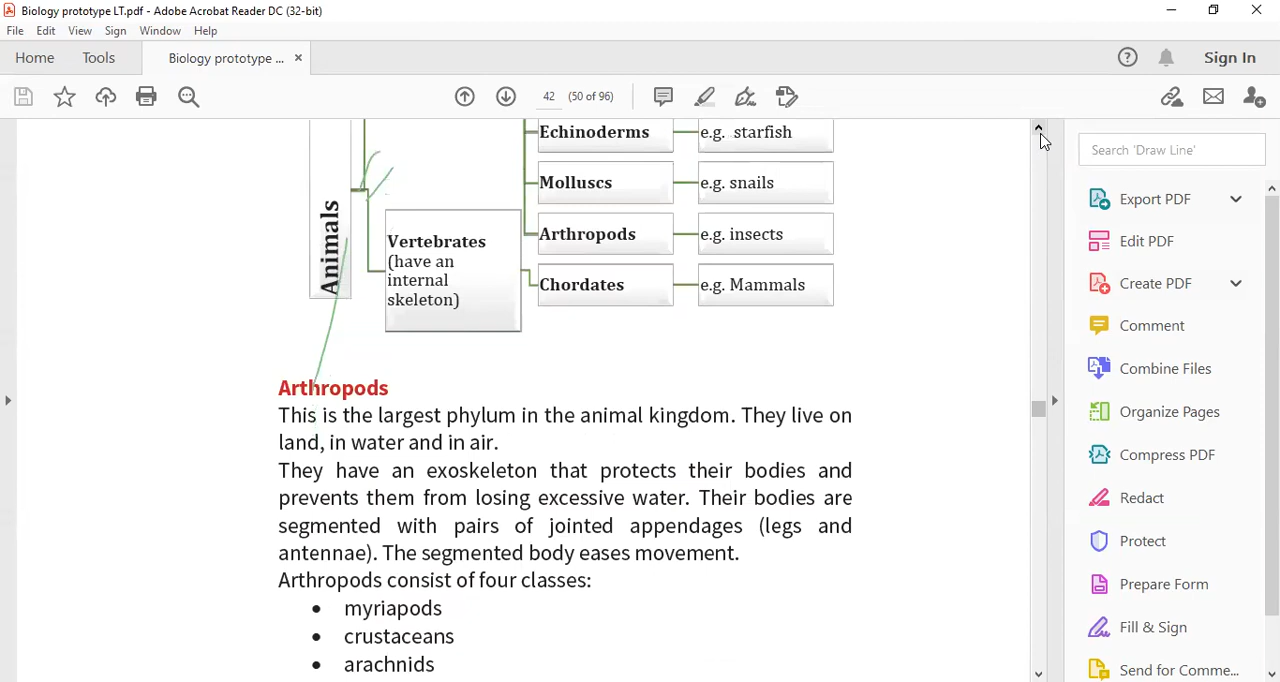 Biology prototype LT.pdf - Adobe Acrobat Reader DC (32-bit)
File Edit View Sign Window Help
Home Tools Biology prototype ... × Sign In
42 (50 of 96)
Echinoderms e.g. starfish
Molluscs e.g. snails
Arthropods e.g. insects
Chordates e.g. Mammals
Animals
Vertebrates
(have an
internal
skeleton)
Arthropods
This is the largest phylum in the animal kingdom. They live on
land, in water and in air.
They have an exoskeleton that protects their bodies and
prevents them from losing excessive water. Their bodies are
segmented with pairs of jointed appendages (legs and
antennae). The segmented body eases movement.
Arthropods consist of four classes:
• myriapods
• crustaceans
• arachnids
Search 'Draw Line'
Export PDF
Edit PDF
Create PDF
Comment
Combine Files
Organize Pages
Compress PDF
Redact
Protect
Prepare Form
Fill & Sign
Send for Comme...